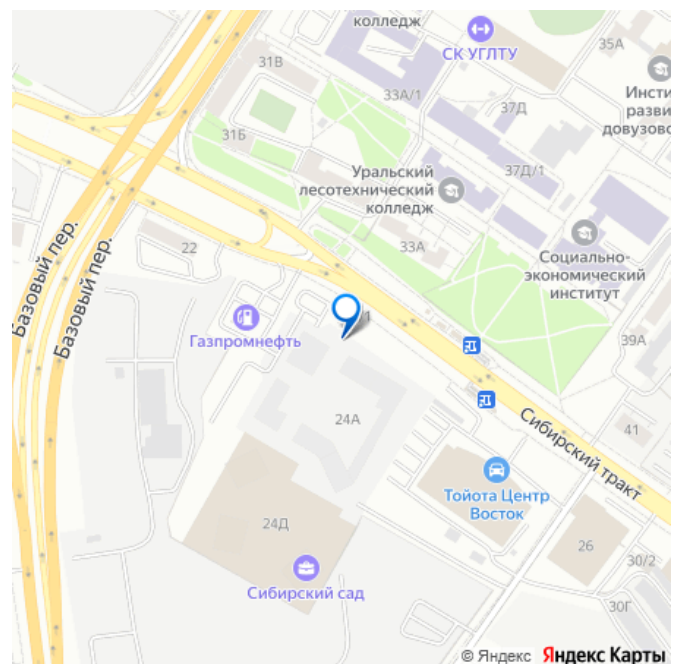 колледж
СК УГЛТУ
35А
31В
33А/1
37Д
Инсти
разви
довузово
31Б
37Д/1
Уральский
лесотехнический
колледж
Базовый пер.
Базовый пер.
22
33А
Социально-
экономический
институт
Газпромнефть
39А
24А
Сибирский тракт
41
Тойота Центр
Восток
24Д
26
30/2
Сибирский сад
30Г
© Яндекс Яндекс Карты